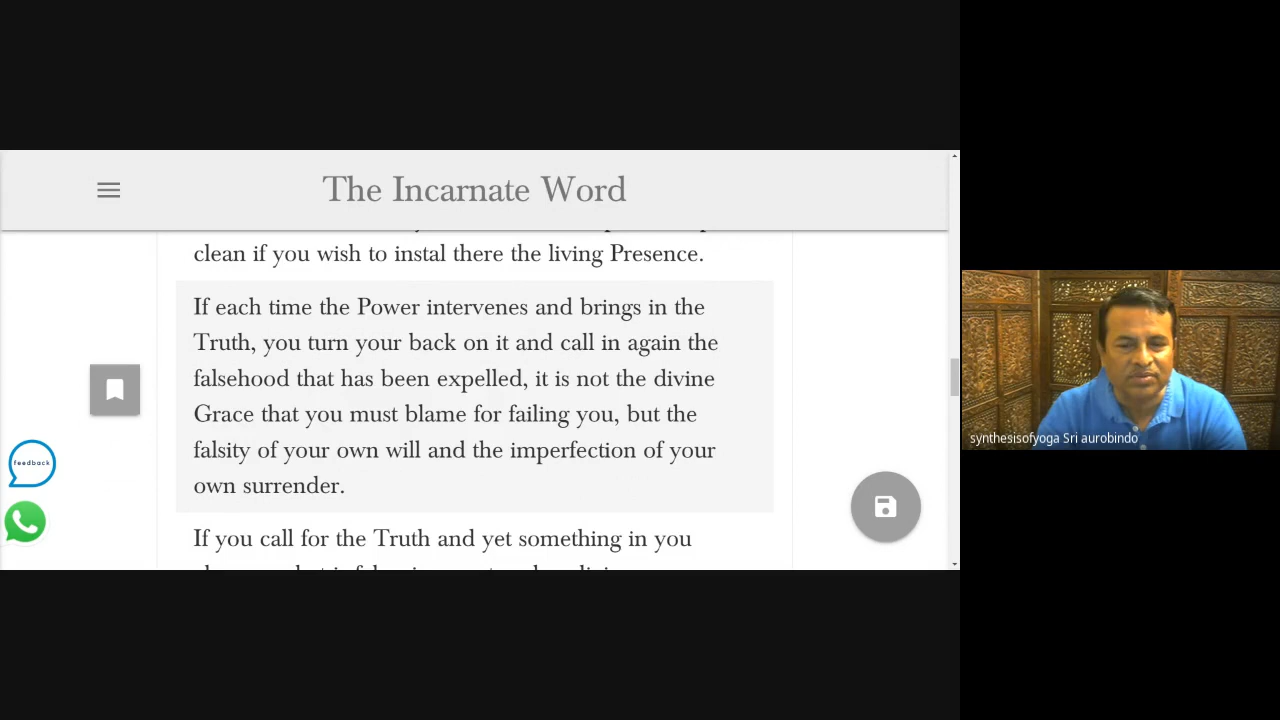 The Incarnate Word
clean if you wish to instal there the living Presence.
If each time the Power intervenes and brings in the
Truth, you turn your back on it and call in again the
falsehood that has been expelled, it is not the divine
Grace that you must blame for failing you, but the
falsity of your own will and the imperfection of your
own surrender.
If you call for the Truth and yet something in you
feedback
synthesisofyoga Sri aurobindo